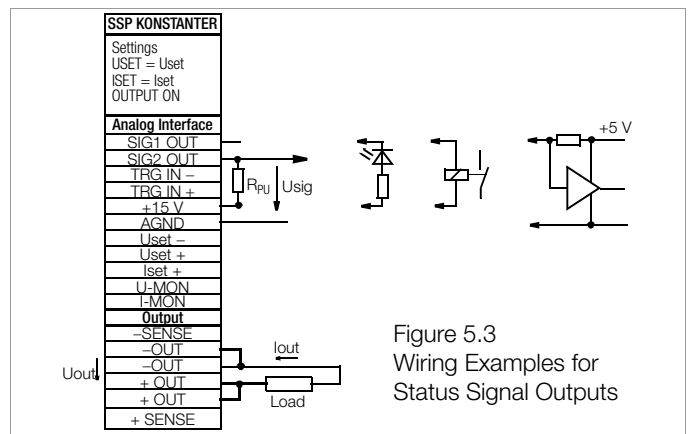 SSP KONSTANTER
Settings
USET = Uset
ISET = Iset
OUTPUT ON
Analog Interface
SIG1 OUT
SIG2 OUT
TRG IN –
TRG IN +
+15 V
AGND
Uset –
Uset +
Iset +
U-MON
I-MON
Output
–SENSE
–OUT
–OUT
+ OUT
+ OUT
+ SENSE
RPU
Usig
+5 V
Uout
Iout
Load
Figure 5.3
Wiring Examples for
Status Signal Outputs